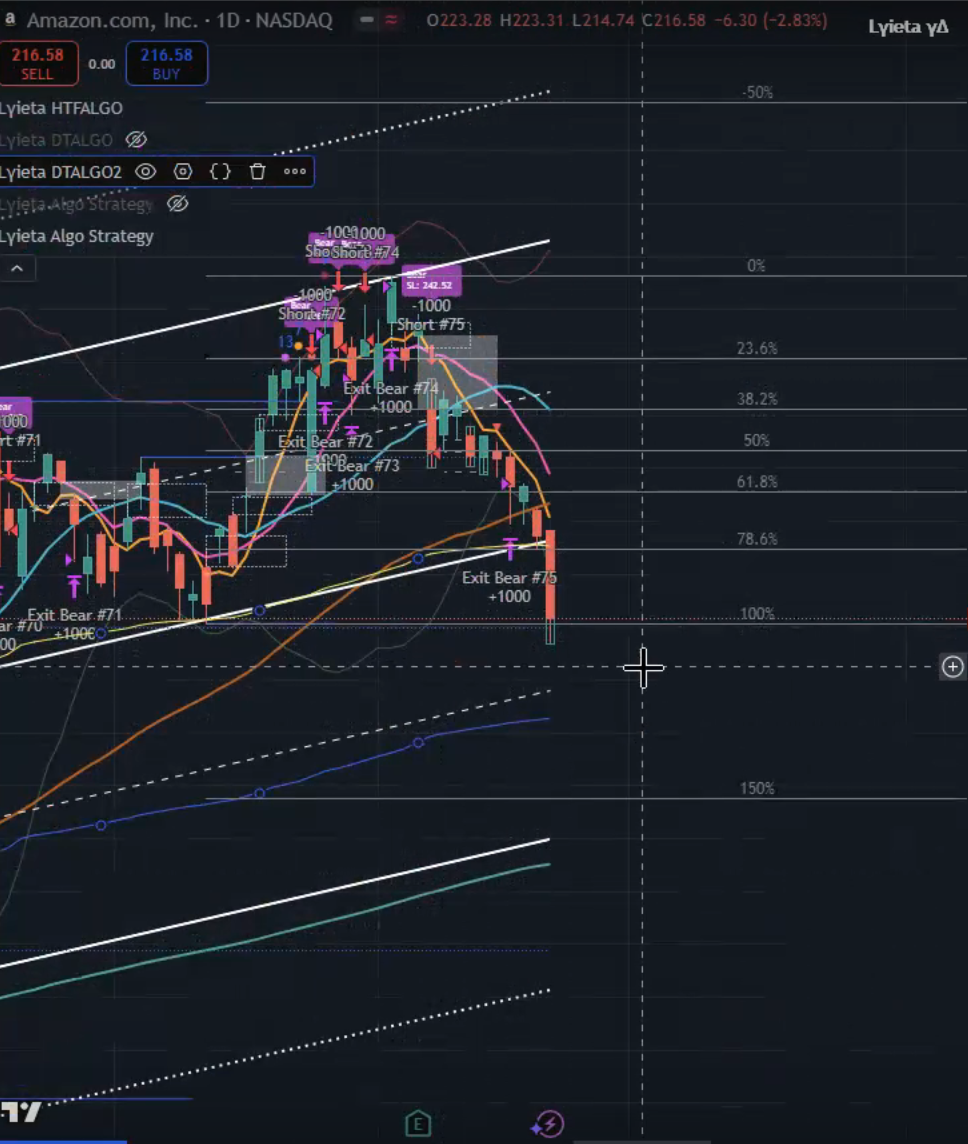 a Amazon.com, Inc. · 1D · NASDAQ O223.28 H223.31 L214.74 C216.58 -6.30 (-2.83%)
Lyieta γΔ
216.58 0.00 216.58
SELL BUY
-50%
Lyieta HTFALGO
Lyieta DTALGO
Lyieta DTALGO2
Lyieta Algo Strategy
Lyieta Algo Strategy
-1000
Short #74
0%
SL: 242.52
-1000
-1000
Short #72
Short #75
13
23.6%
Exit Bear #74
+1000
38.2%
Exit Bear #72
50%
Exit Bear #73
+1000
61.8%
78.6%
Exit Bear #75
+1000
100%
Exit Bear #71
+1000
150%
E